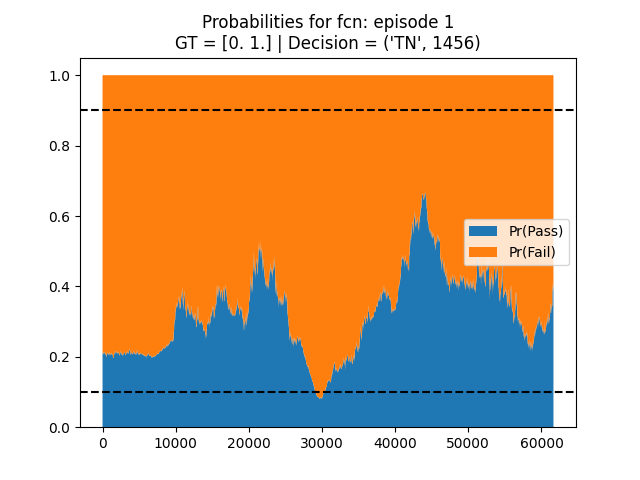 Probabilities for fcn: episode 1
GT = [0. 1.] | Decision = ('TN', 1456)
1.0
0.8
0.6
0.4
0.2
0.0
Pr(Pass)
Pr(Fail)
0 10000 20000 30000 40000 50000 60000